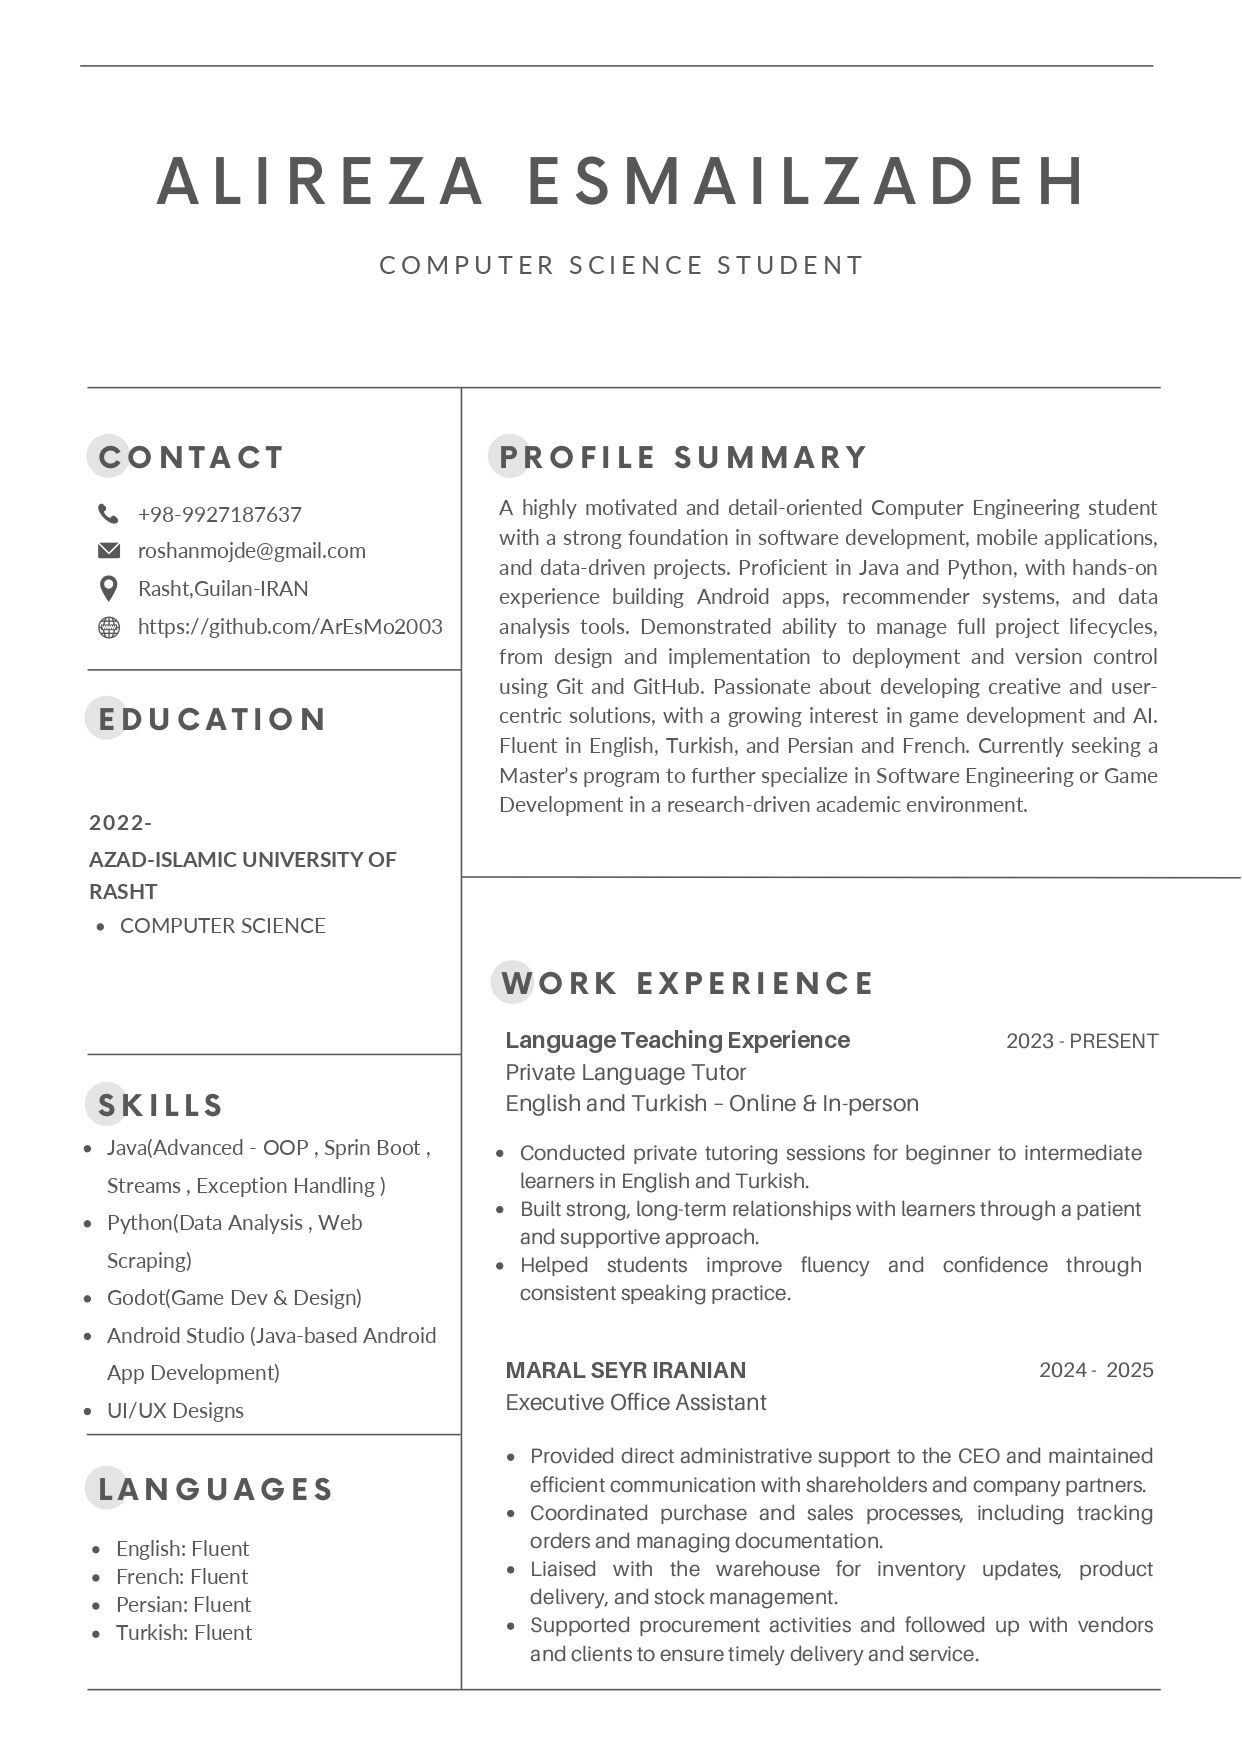 ALIREZA ESMAILZADEH
COMPUTER SCIENCE STUDENT
CONTACT
+98-9927187637
roshanmojde@gmail.com
Rasht,Guilan-IRAN
https://github.com/ArEsMo2003
EDUCATION
2022-
AZAD-ISLAMIC UNIVERSITY OF
RASHT
• COMPUTER SCIENCE
SKILLS
• Java(Advanced - OOP , Sprin Boot ,
Streams , Exception Handling )
• Python(Data Analysis , Web
Scraping)
• Godot(Game Dev & Design)
• Android Studio (Java-based Android
App Development)
• UI/UX Designs
LANGUAGES
• English: Fluent
• French: Fluent
• Persian: Fluent
• Turkish: Fluent
PROFILE SUMMARY
A highly motivated and detail-oriented Computer Engineering student
with a strong foundation in software development, mobile applications,
and data-driven projects. Proficient in Java and Python, with hands-on
experience building Android apps, recommender systems, and data
analysis tools. Demonstrated ability to manage full project lifecycles,
from design and implementation to deployment and version control
using Git and GitHub. Passionate about developing creative and user-
centric solutions, with a growing interest in game development and AI.
Fluent in English, Turkish, and Persian and French. Currently seeking a
Master’s program to further specialize in Software Engineering or Game
Development in a research-driven academic environment.
WORK EXPERIENCE
Language Teaching Experience 2023 - PRESENT
Private Language Tutor
English and Turkish – Online & In-person
• Conducted private tutoring sessions for beginner to intermediate
learners in English and Turkish.
• Built strong, long-term relationships with learners through a patient
and supportive approach.
• Helped students improve fluency and confidence through
consistent speaking practice.
MARAL SEYR IRANIAN 2024 - 2025
Executive Office Assistant
• Provided direct administrative support to the CEO and maintained
efficient communication with shareholders and company partners.
• Coordinated purchase and sales processes, including tracking
orders and managing documentation.
• Liaised with the warehouse for inventory updates, product
delivery, and stock management.
• Supported procurement activities and followed up with vendors
and clients to ensure timely delivery and service.